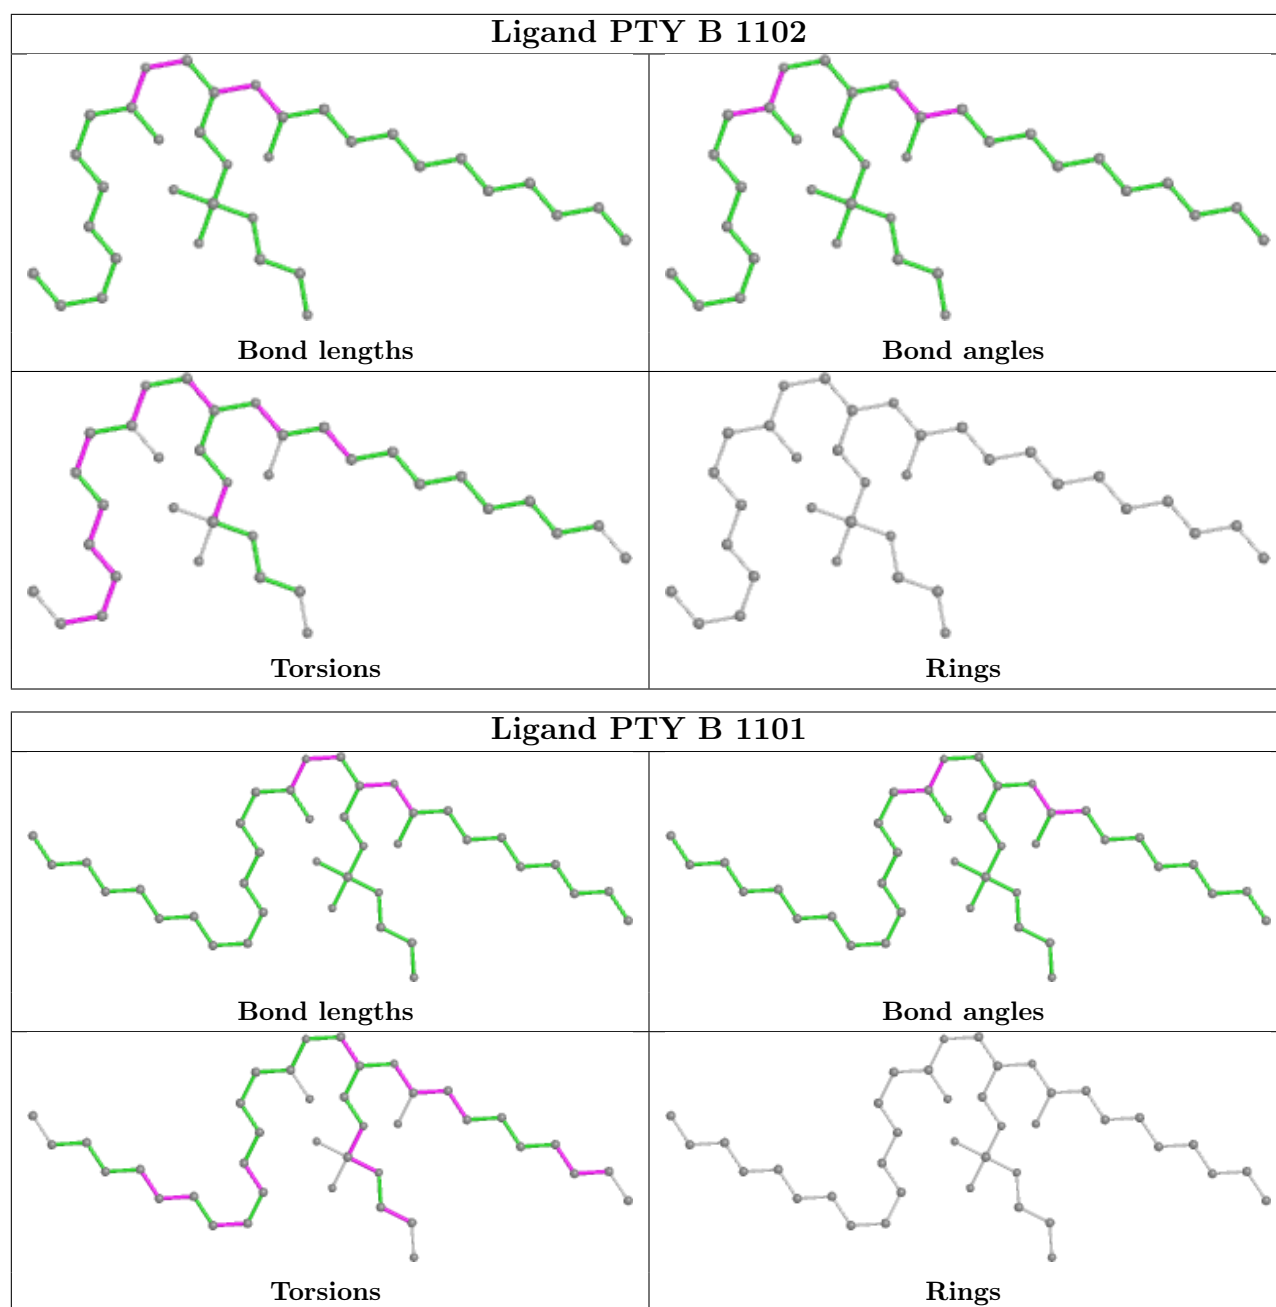 Ligand PTY B 1102
Bond lengths
Bond angles
Torsions
Rings
Ligand PTY B 1101
Bond lengths
Bond angles
Torsions
Rings